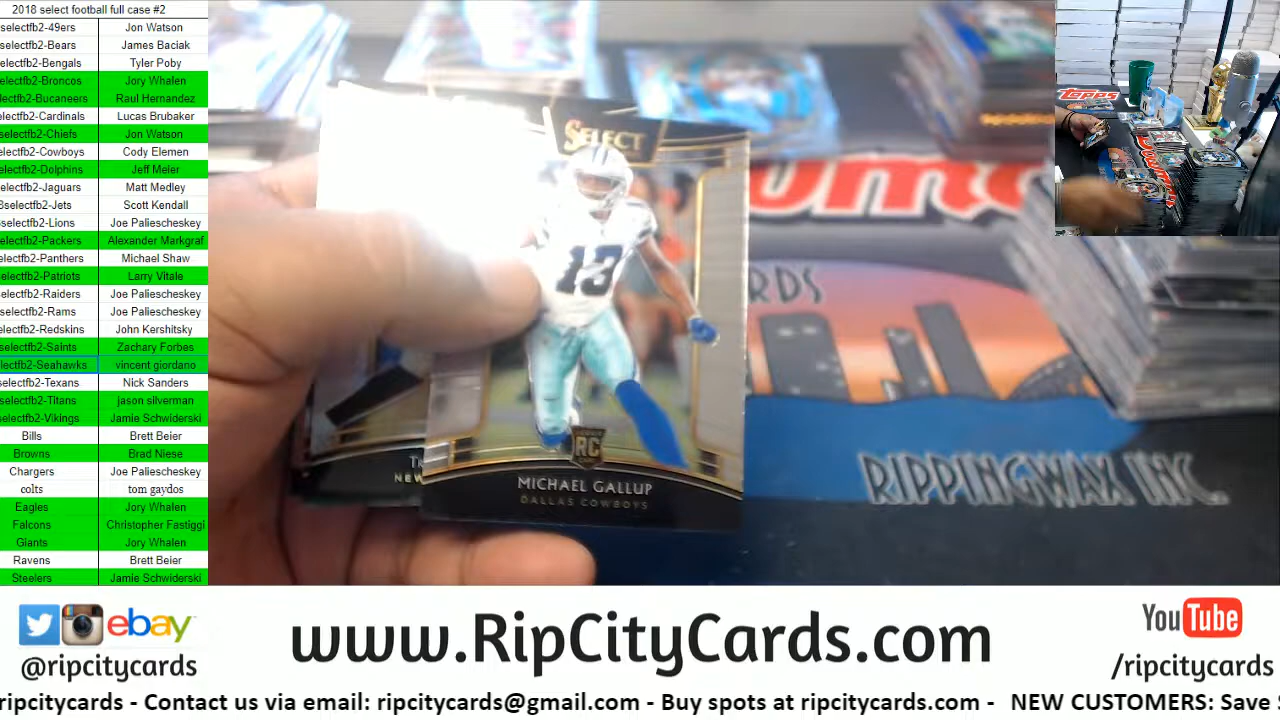 2018 select football full case #2
selectfb2-49ers Jon Watson
selectfb2-Bears James Baciak
selectfb2-Bengals Tyler Poby
electfb2-Broncos Jory Whalen
lectfb2-Bucaneers Raul Hernandez
electfb2-Cardinals Lucas Brubaker
selectfb2-Chiefs Jon Watson
electfb2-Cowboys Cody Elemen
electfb2-Dolphins Jeff Meier
electfb2-Jaguars Matt Medley
8selectfb2-Jets Scott Kendall
selectfb2-Lions Joe Paliescheskey
electfb2-Packers Alexander Markgraf
electfb2-Panthers Michael Shaw
electfb2-Patriots Larry Vitale
electfb2-Raiders Joe Paliescheskey
selectfb2-Rams Joe Paliescheskey
electfb2-Redskins John Kershitsky
selectfb2-Saints Zachary Forbes
lectfb2-Seahawks vincent giordano
selectfb2-Texans Nick Sanders
selectfb2-Titans jason silverman
selectfb2-Vikings Jamie Schwiderski
Bills Brett Beier
Browns Brad Niese
Chargers Joe Paliescheskey
colts tom gaydos
Eagles Jory Whalen
Falcons Christopher Fastiggi
Giants Jory Whalen
Ravens Brett Beier
Steelers Jamie Schwiderski
SELECT
13
RC
MICHAEL GALLUP
DALLAS COWBOYS
NEW
TOPPS
RDS
RIPPINGWAX INC.
ebay
@ripcitycards
www.RipCityCards.com
YouTube
/ripcitycards
ripcitycards - Contact us via email: ripcitycards@gmail.com - Buy spots at ripcitycards.com - NEW CUSTOMERS: Save